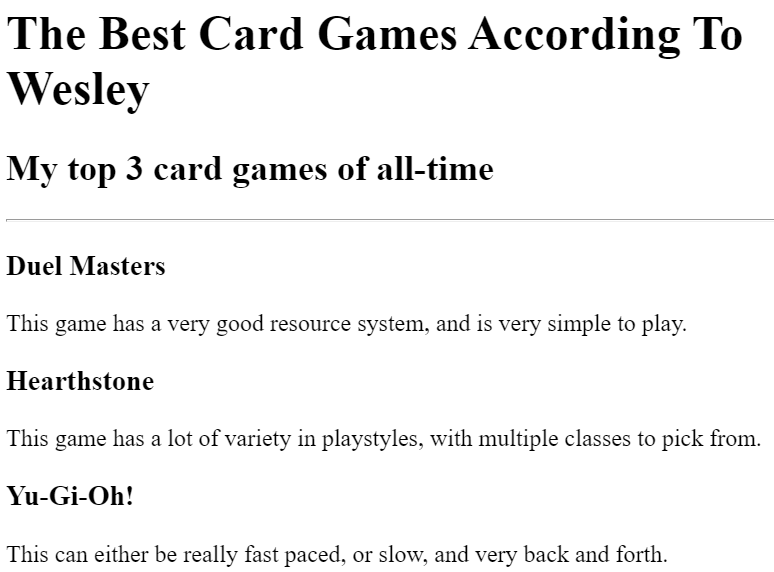 The Best Card Games According To
Wesley
My top 3 card games of all-time
Duel Masters
This game has a very good resource system, and is very simple to play.
Hearthstone
This game has a lot of variety in playstyles, with multiple classes to pick from.
Yu-Gi-Oh!
This can either be really fast paced, or slow, and very back and forth.